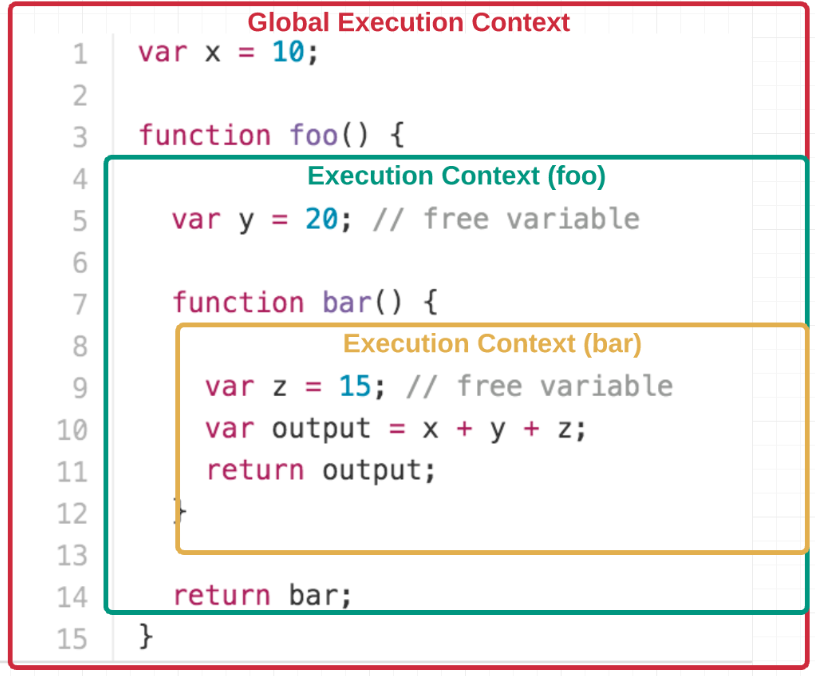 Global Execution Context
1 var x = 10;
2
3 function foo() {
4 Execution Context (foo)
5 var y = 20; // free variable
6
7 function bar() {
8 Execution Context (bar)
9 var z = 15; // free variable
10 var output = x + y + z;
11 return output;
12 }
13
14 return bar;
15 }